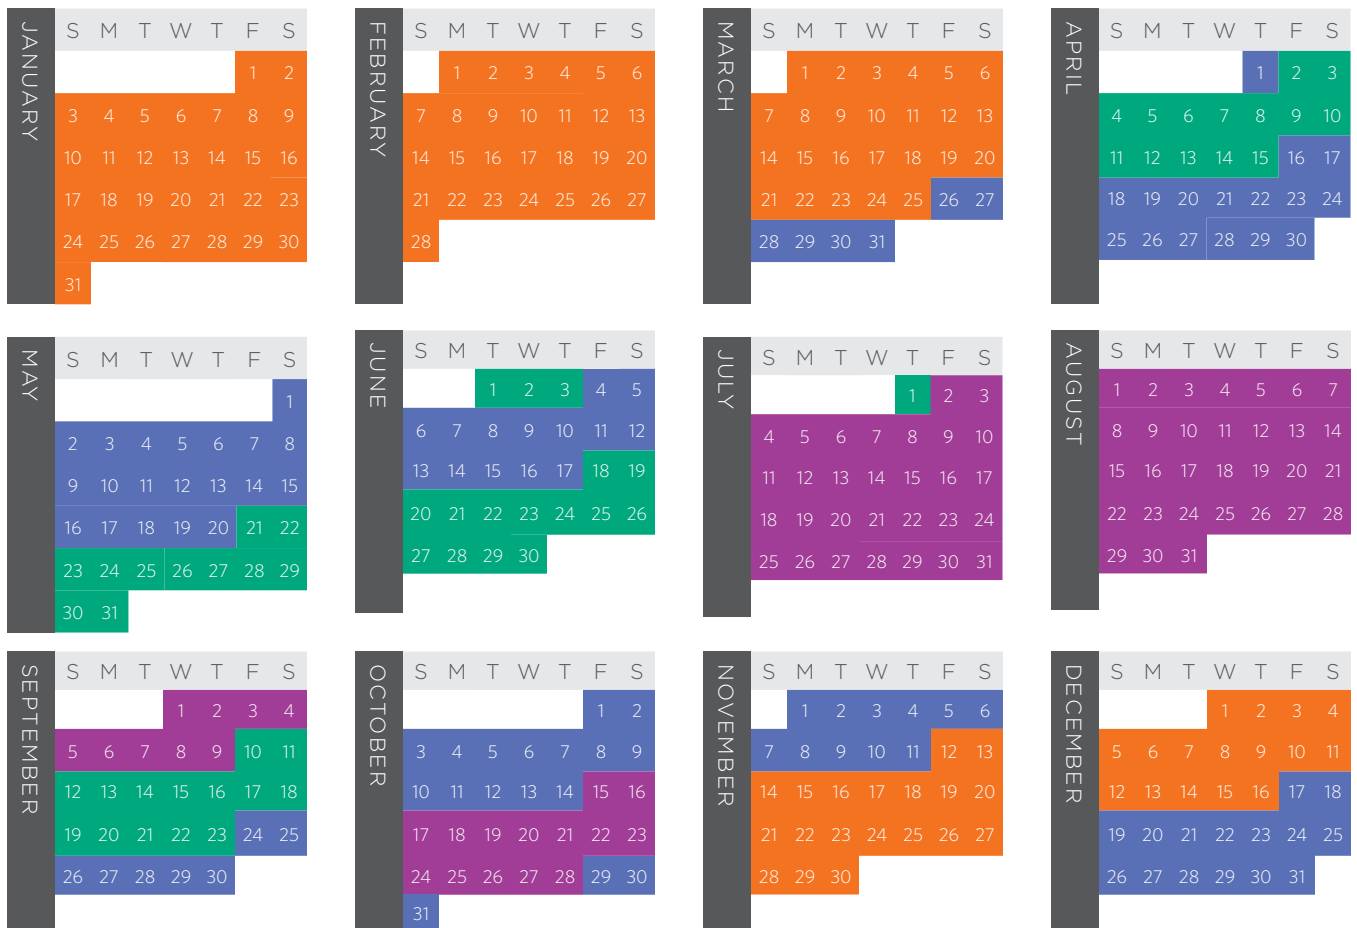 JANUARY
S M T W T F S
1 2
3 4 5 6 7 8 9
10 11 12 13 14 15 16
17 18 19 20 21 22 23
24 25 26 27 28 29 30
31
FEBRUARY
S M T W T F S
1 2 3 4 5 6
7 8 9 10 11 12 13
14 15 16 17 18 19 20
21 22 23 24 25 26 27
28
MARCH
S M T W T F S
1 2 3 4 5 6
7 8 9 10 11 12 13
14 15 16 17 18 19 20
21 22 23 24 25 26 27
28 29 30 31
APRIL
S M T W T F S
1 2 3
4 5 6 7 8 9 10
11 12 13 14 15 16 17
18 19 20 21 22 23 24
25 26 27 28 29 30
MAY
S M T W T F S
1
2 3 4 5 6 7 8
9 10 11 12 13 14 15
16 17 18 19 20 21 22
23 24 25 26 27 28 29
30 31
JUNE
S M T W T F S
1 2 3 4 5
6 7 8 9 10 11 12
13 14 15 16 17 18 19
20 21 22 23 24 25 26
27 28 29 30
JULY
S M T W T F S
1 2 3
4 5 6 7 8 9 10
11 12 13 14 15 16 17
18 19 20 21 22 23 24
25 26 27 28 29 30 31
AUGUST
S M T W T F S
1 2 3 4 5 6 7
8 9 10 11 12 13 14
15 16 17 18 19 20 21
22 23 24 25 26 27 28
29 30 31
SEPTEMBER
S M T W T F S
1 2 3 4
5 6 7 8 9 10 11
12 13 14 15 16 17 18
19 20 21 22 23 24 25
26 27 28 29 30
OCTOBER
S M T W T F S
1 2
3 4 5 6 7 8 9
10 11 12 13 14 15 16
17 18 19 20 21 22 23
24 25 26 27 28 29 30
31
NOVEMBER
S M T W T F S
1 2 3 4 5 6
7 8 9 10 11 12 13
14 15 16 17 18 19 20
21 22 23 24 25 26 27
28 29 30
DECEMBER
S M T W T F S
1 2 3 4
5 6 7 8 9 10 11
12 13 14 15 16 17 18
19 20 21 22 23 24 25
26 27 28 29 30 31